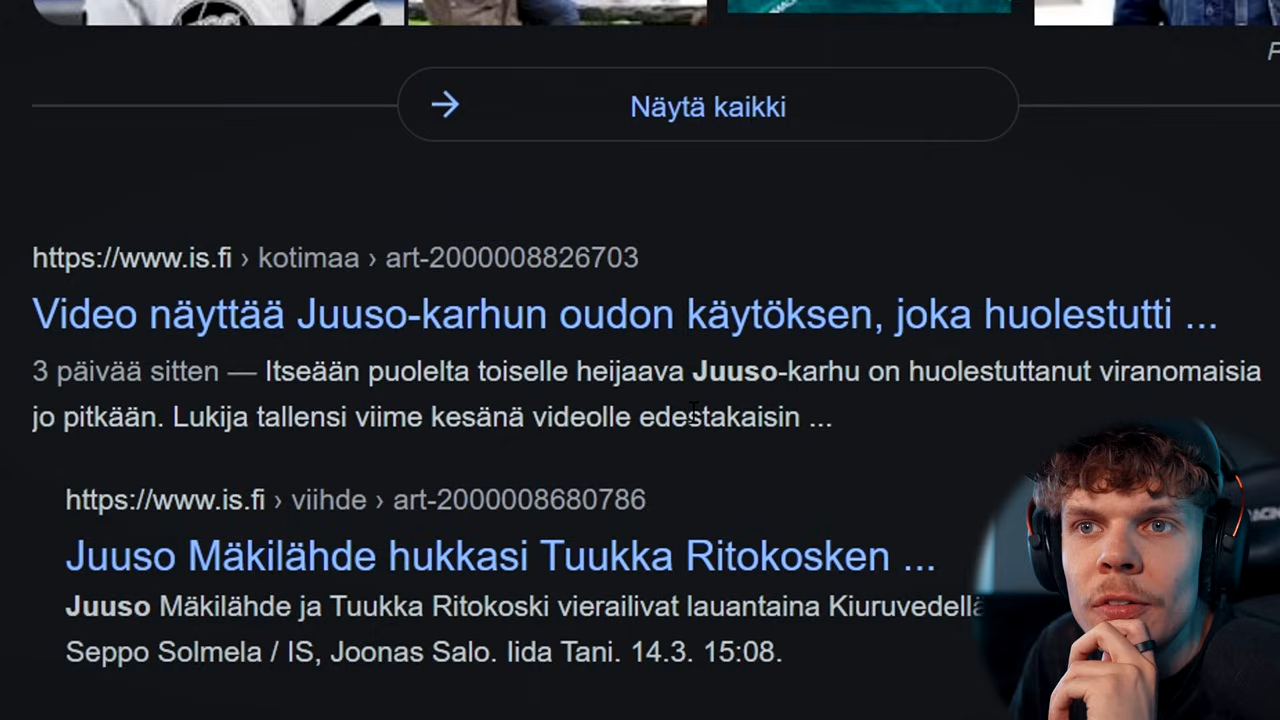 Näytä kaikki
https://www.is.fi › kotimaa › art-2000008826703
Video näyttää Juuso-karhun oudon käytöksen, joka huolestutti ...
3 päivää sitten — Itseään puolelta toiselle heijaava Juuso-karhu on huolestuttanut viranomaisia
jo pitkään. Lukija tallensi viime kesänä videolle edestakaisin ...
https://www.is.fi › viihde › art-2000008680786
Juuso Mäkilähde hukkasi Tuukka Ritokosken ...
Juuso Mäkilähde ja Tuukka Ritokoski vierailivat lauantaina Kiuruvedellä
Seppo Solmela / IS, Joonas Salo. Iida Tani. 14.3. 15:08.